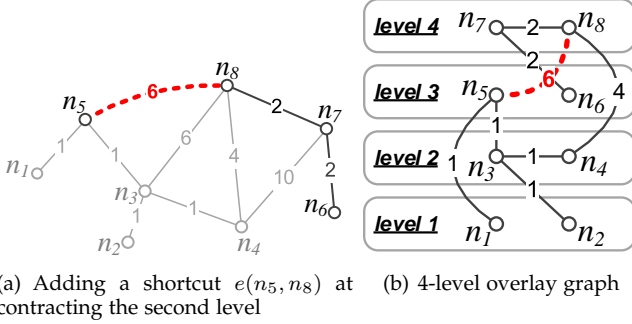 n8
6
n5
2
n7
1
1
6
4
10
2
n1
n3
n6
1
1
n2
n4
(a) Adding a shortcut e(n5, n8) at
contracting the second level
level 4
n7
2
n8
2
6
level 3
n5
n6
4
1
level 2
1
n3
1
n4
1
level 1
n1
n2
(b) 4-level overlay graph